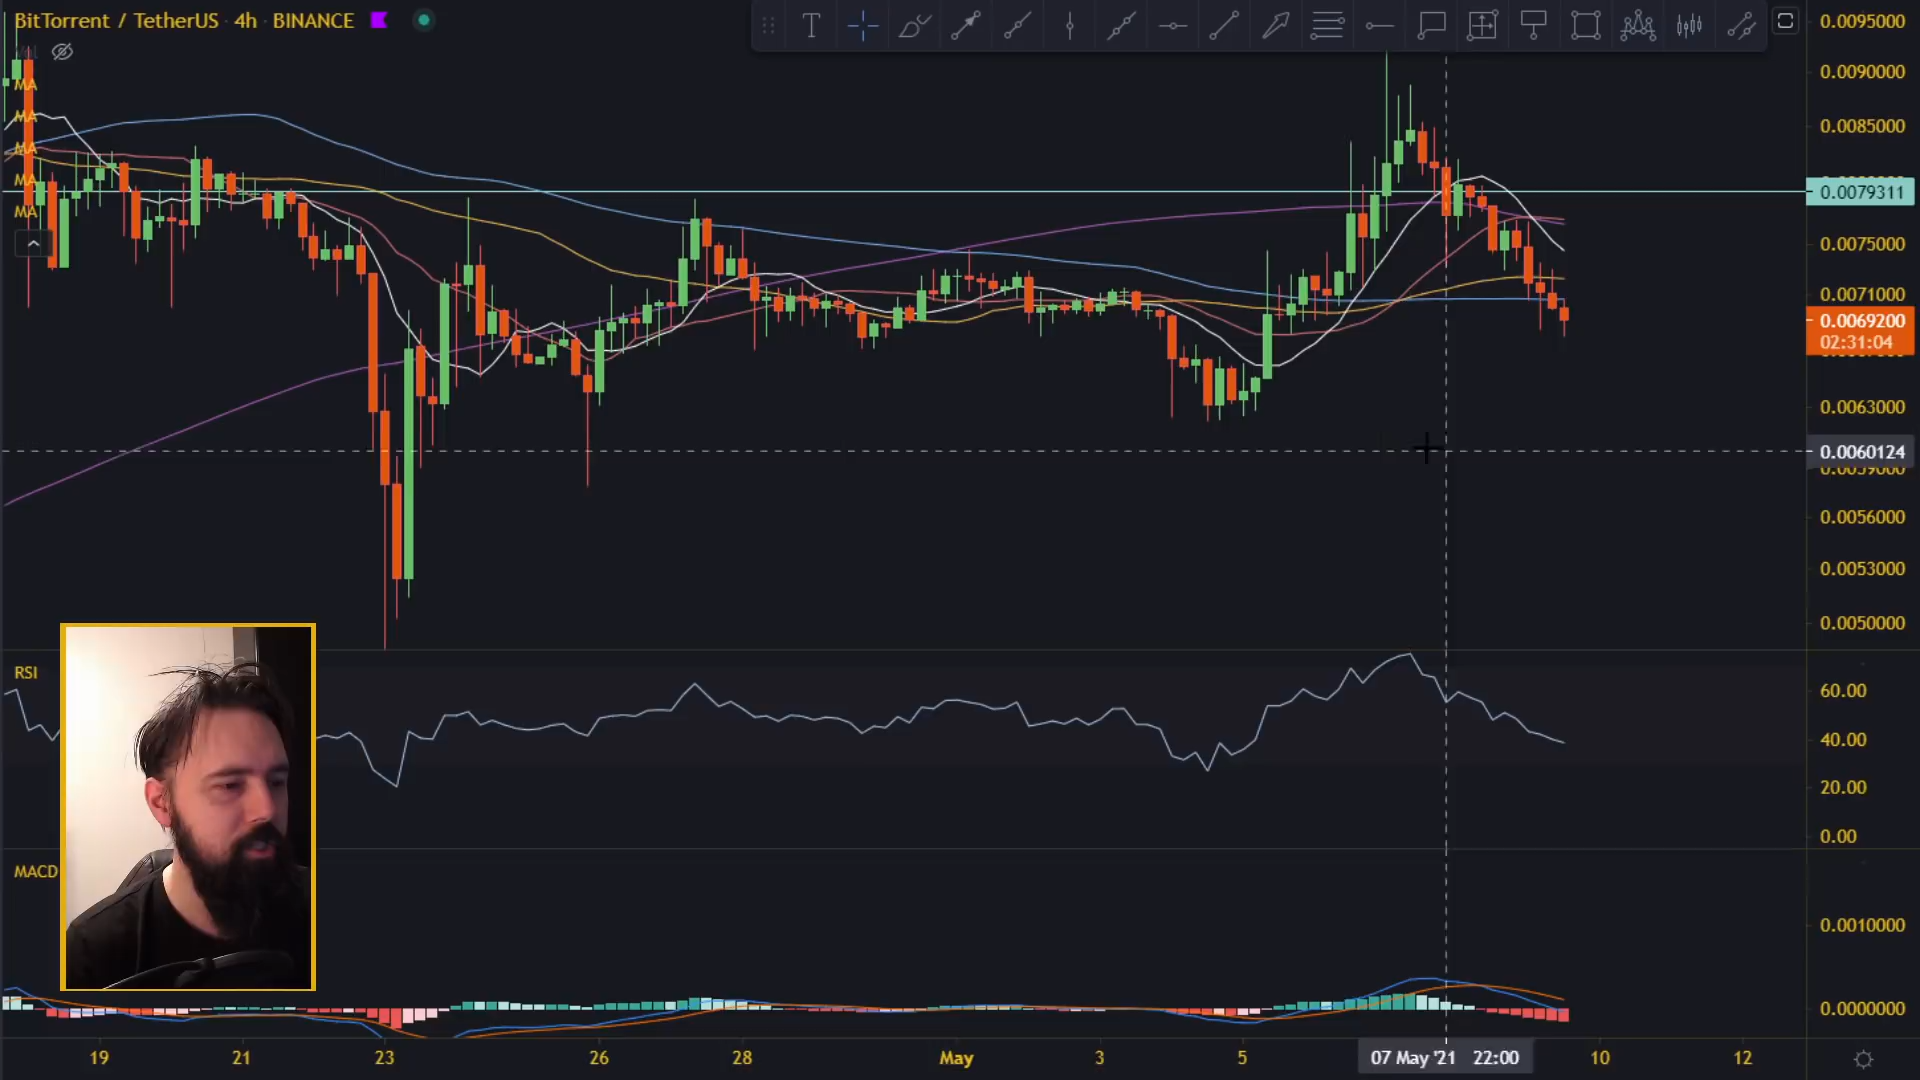 BitTorrent / TetherUS · 4h · BINANCE
MA
MA
MA
MA
MA
T
0.0095000
0.0090000
0.0085000
0.0079311
0.0075000
0.0071000
0.0069200
02:31:04
0.0063000
0.0060124
0.0059000
0.0056000
0.0053000
0.0050000
RSI
60.00
40.00
20.00
0.00
MACD
0.0010000
0.0000000
19 21 23 26 28 May 3 5 07 May '21 22:00 10 12